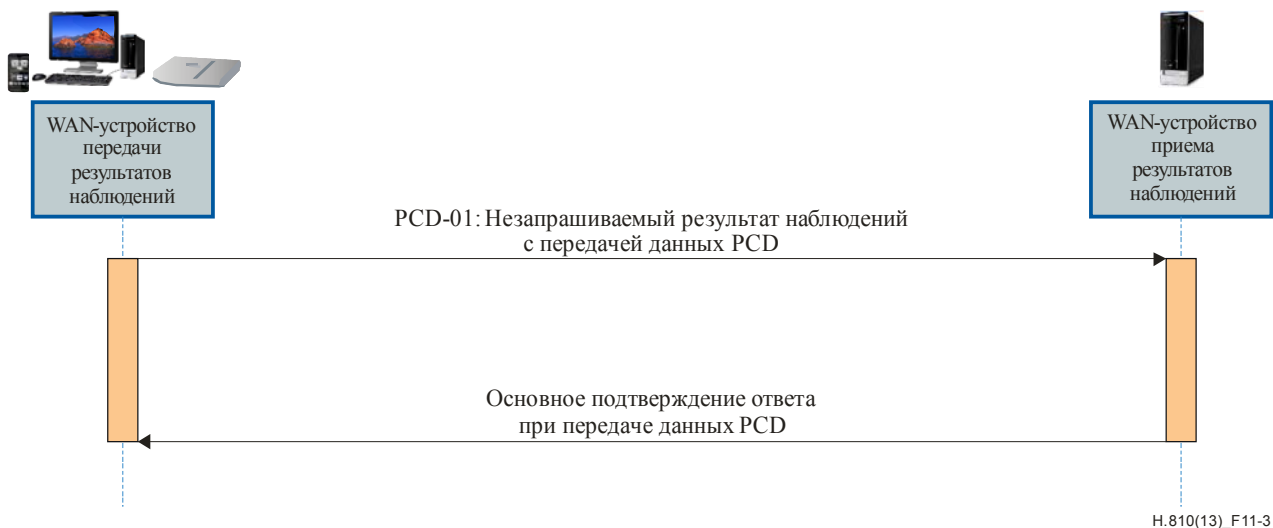 WAN-устройство
передачи
результатов
наблюдений
WAN-устройство
приема
результатов
наблюдений
PCD-01: Незапрашиваемый результат наблюдений
с передачей данных PCD
Основное подтверждение ответа
при передаче данных PCD
H.810(13)_F11-3